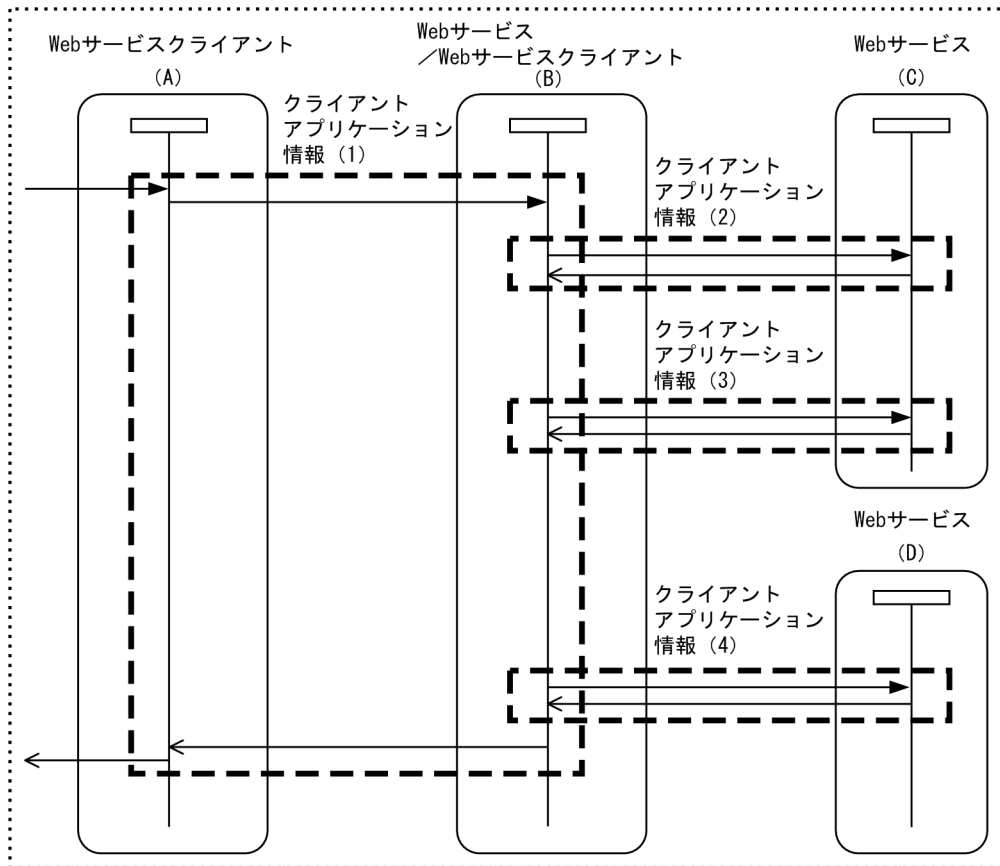 Webサービスクライアント
(A)
Webサービス
／Webサービスクライアント
(B)
Webサービス
(C)
クライアント
アプリケーション
情報(1)
クライアント
アプリケーション
情報(2)
クライアント
アプリケーション
情報(3)
Webサービス
(D)
クライアント
アプリケーション
情報(4)